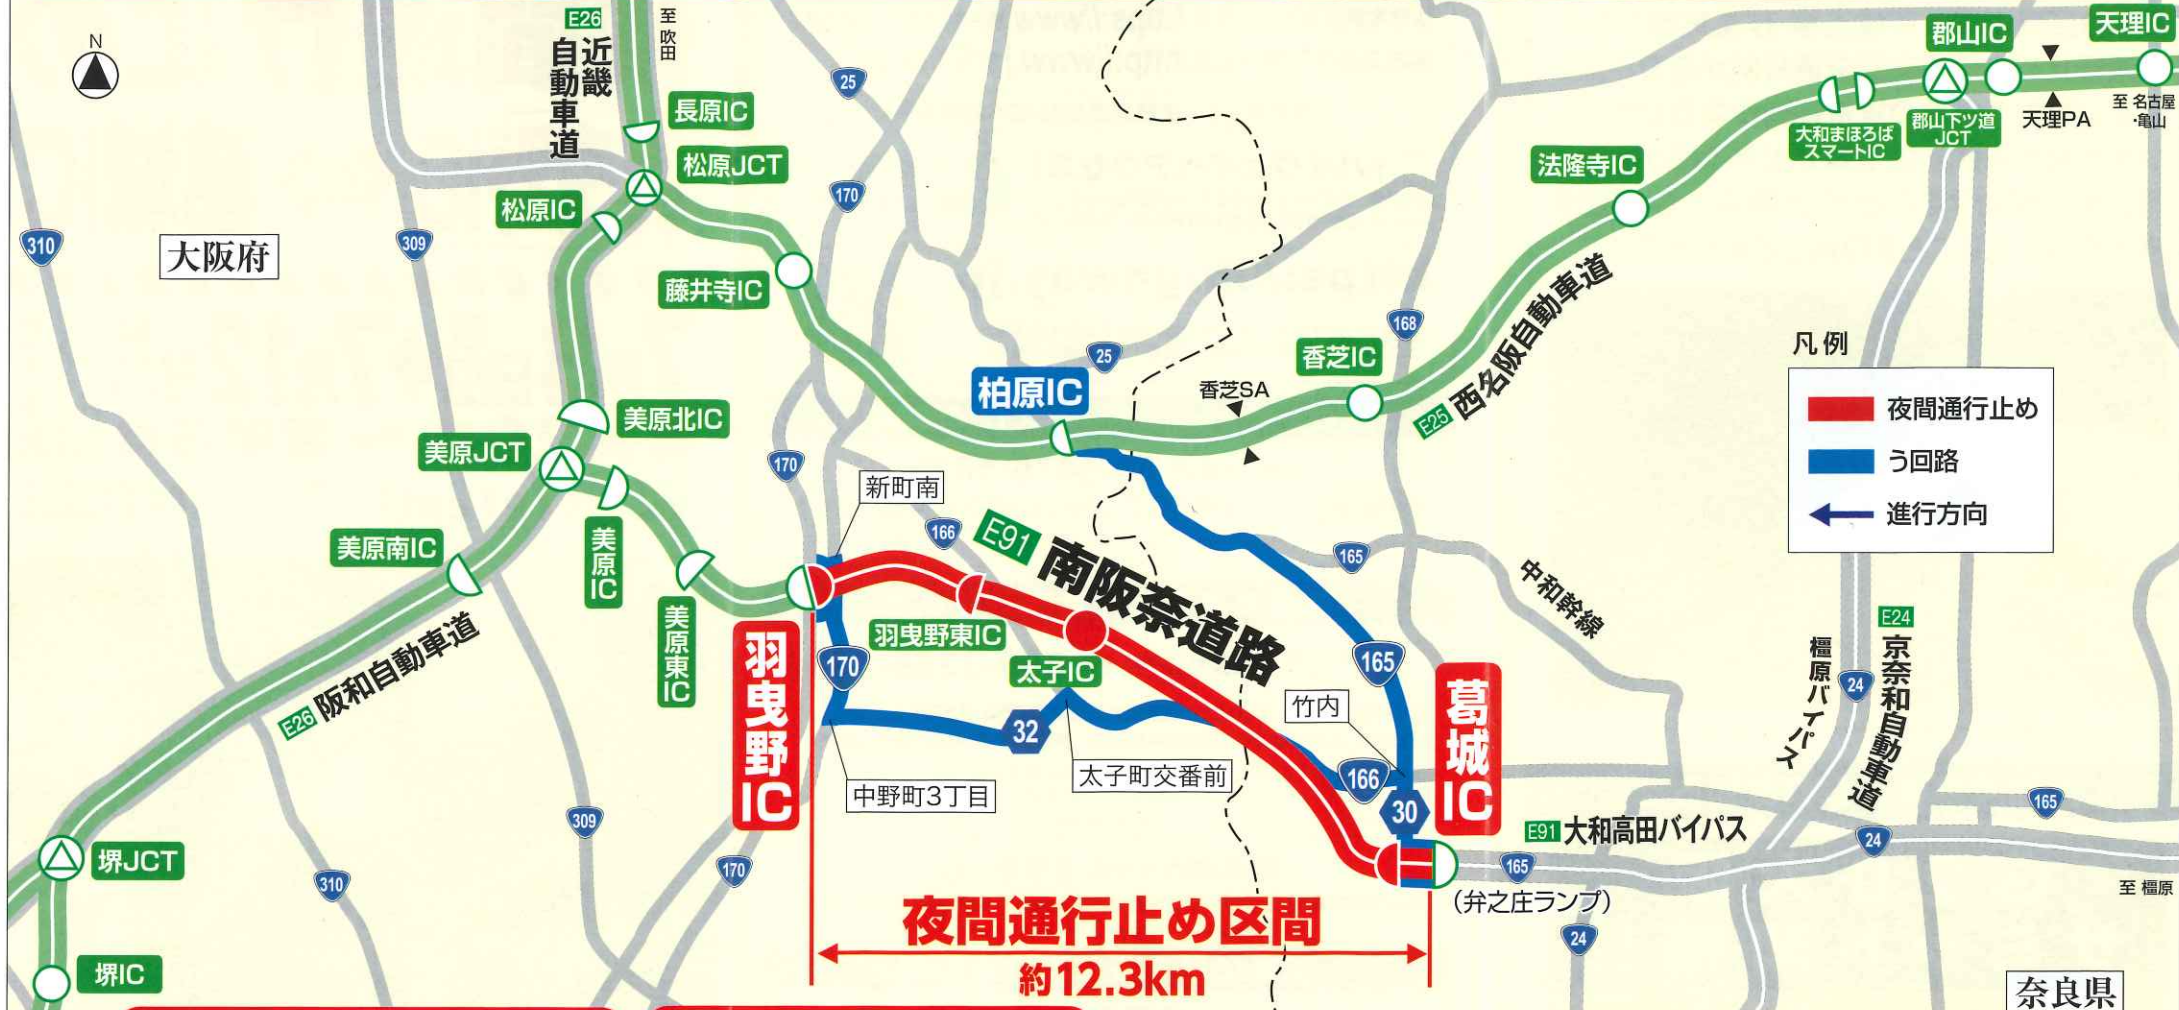 N
E26
近畿
自動車道
至 吹田
長原IC
松原JCT
松原IC
藤井寺IC
大阪府
310
309
25
170
美原北IC
美原JCT
美原南IC
美原IC
美原東IC
E26 阪和自動車道
堺JCT
堺IC
310
309
170
170
柏原IC
25
香芝SA
香芝IC
168
E25 西名阪自動車道
法隆寺IC
大和まほろば
スマートIC
郡山下ツ道
JCT
郡山IC
天理PA
天理IC
至 名古屋
・亀山
凡例
夜間通行止め
う回路
進行方向
新町南
166
E91 南阪奈道路
羽曳野東IC
太子IC
羽曳野IC
170
32
中野町3丁目
太子町交番前
竹内
165
165
166
30
葛城IC
中和幹線
E24
京奈和自動車道
橿原バイパス
24
E91 大和高田バイパス
165
(弁之庄ランプ)
24
24
165
至 橿原
夜間通行止め区間
約12.3km
奈良県